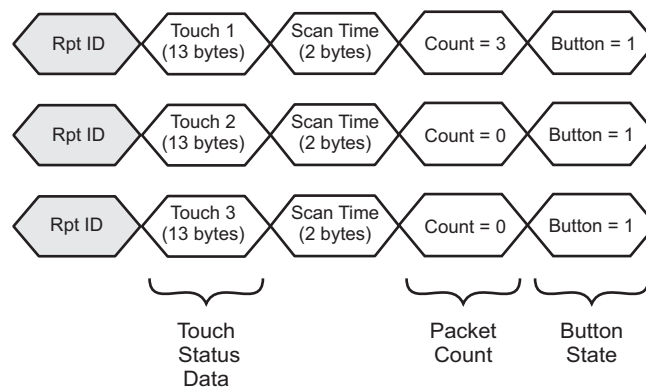 Rpt ID
Touch 1
(13 bytes)
Scan Time
(2 bytes)
Count = 3
Button = 1
Rpt ID
Touch 2
(13 bytes)
Scan Time
(2 bytes)
Count = 0
Button = 1
Rpt ID
Touch 3
(13 bytes)
Scan Time
(2 bytes)
Count = 0
Button = 1
Touch
Status
Data
Packet
Count
Button
State